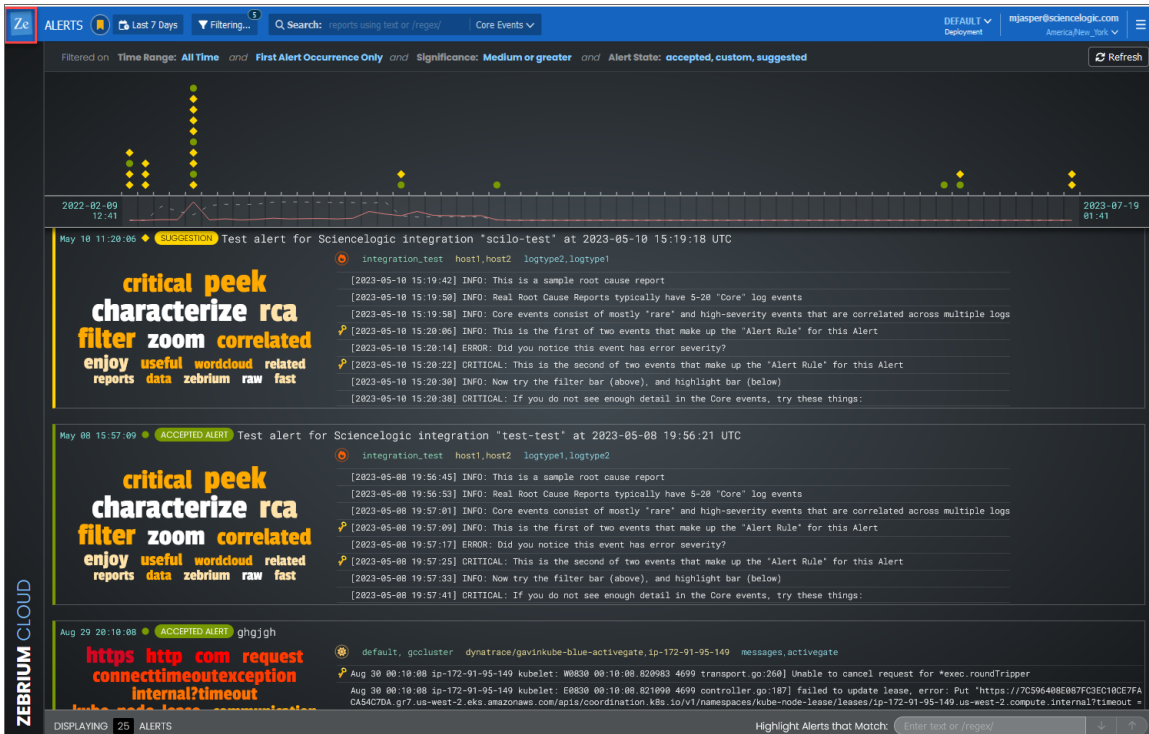 Ze ALERTS Last 7 Days Filtering... 5 Search: reports using text or /regex/ Core Events DEFAULT Deployment mjasper@sciencelogic.com America/New_York
Filtered on Time Range: All Time and First Alert Occurrence Only and Significance: Medium or greater and Alert State: accepted, custom, suggested Refresh
2022-02-09
12:41
2023-07-19
01:41
May 10 11:20:06 SUGGESTION Test alert for Sciencelogic integration "scilo-test" at 2023-05-10 15:19:18 UTC
integration_test host1,host2 logtype2,logtype1
critical peek
characterize rca
filter zoom correlated
enjoy useful wordcloud related
reports data zebrium raw fast
[2023-05-10 15:19:42] INFO: This is a sample root cause report
[2023-05-10 15:19:50] INFO: Real Root Cause Reports typically have 5-20 "Core" log events
[2023-05-10 15:19:58] INFO: Core events consist of mostly "rare" and high-severity events that are correlated across multiple logs
[2023-05-10 15:20:06] INFO: This is the first of two events that make up the "Alert Rule" for this Alert
[2023-05-10 15:20:14] ERROR: Did you notice this event has error severity?
[2023-05-10 15:20:22] CRITICAL: This is the second of two events that make up the "Alert Rule" for this Alert
[2023-05-10 15:20:30] INFO: Now try the filter bar (above), and highlight bar (below)
[2023-05-10 15:20:38] CRITICAL: If you do not see enough detail in the Core events, try these things:
May 08 15:57:09 ACCEPTED ALERT Test alert for Sciencelogic integration "test-test" at 2023-05-08 19:56:21 UTC
integration_test host1,host2 logtype1,logtype2
critical peek
characterize rca
filter zoom correlated
enjoy useful wordcloud related
reports data zebrium raw fast
[2023-05-08 19:56:45] INFO: This is a sample root cause report
[2023-05-08 19:56:53] INFO: Real Root Cause Reports typically have 5-20 "Core" log events
[2023-05-08 19:57:01] INFO: Core events consist of mostly "rare" and high-severity events that are correlated across multiple logs
[2023-05-08 19:57:09] INFO: This is the first of two events that make up the "Alert Rule" for this Alert
[2023-05-08 19:57:17] ERROR: Did you notice this event has error severity?
[2023-05-08 19:57:25] CRITICAL: This is the second of two events that make up the "Alert Rule" for this Alert
[2023-05-08 19:57:33] INFO: Now try the filter bar (above), and highlight bar (below)
[2023-05-08 19:57:41] CRITICAL: If you do not see enough detail in the Core events, try these things:
Aug 29 20:10:08 ACCEPTED ALERT ghgjgh
default, gccluster dynatrace/gavinkube-blue-activegate,ip-172-91-95-149 messages,activegate
https http com request
connecttimeoutexception
internal?timeout
kube-node-lease communication
Aug 30 00:10:08 ip-172-91-95-149 kubelet: W0830 00:10:08.820983 4699 transport.go:260] Unable to cancel request for *exec.roundTripper
Aug 30 00:10:08 ip-172-91-95-149 kubelet: E0830 00:10:08.821090 4699 controller.go:187] failed to update lease, error: Put "https://7C596408E087FC3EC10CE7FA
CA54C7DA.gr7.us-west-2.eks.amazonaws.com/apis/coordination.k8s.io/v1/namespaces/kube-node-lease/leases/ip-172-91-95-149.us-west-2.compute.internal?timeout =
ZEBRIUM CLOUD
DISPLAYING 25 ALERTS Highlight Alerts that Match: Enter text or /regex/